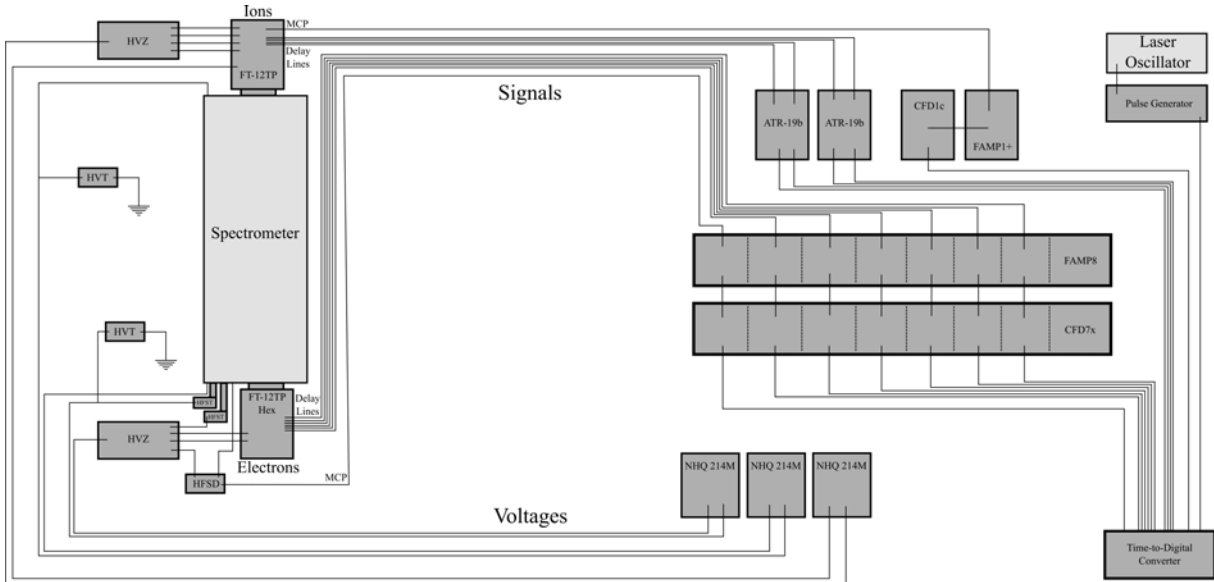 Ions
MCP
HVZ
Delay
Lines
FT-12TP
Signals
Laser
Oscillator
Pulse Generator
ATR-19b
ATR-19b
CFD1c
FAMP1+
HVT
Spectrometer
FAMP8
HVT
CFD7x
HFST
HFST
FT-12TP
Hex
Delay
Lines
HVZ
Electrons
HFSD
MCP
NHQ 214M
NHQ 214M
NHQ 214M
Voltages
Time-to-Digital
Converter